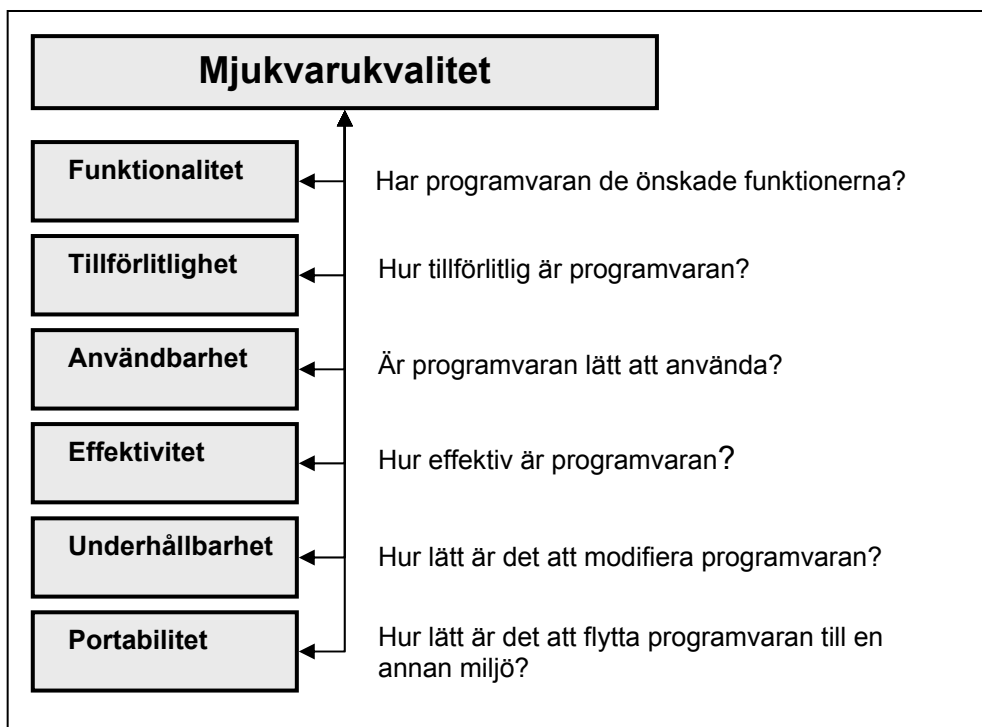 Mjukvarukvalitet
Funktionalitet
Har programvaran de önskade funktionerna?
Tillförlitlighet
Hur tillförlitlig är programvaran?
Användbarhet
Är programvaran lätt att använda?
Effektivitet
Hur effektiv är programvaran?
Underhållbarhet
Hur lätt är det att modifiera programvaran?
Portabilitet
Hur lätt är det att flytta programvaran till en
annan miljö?